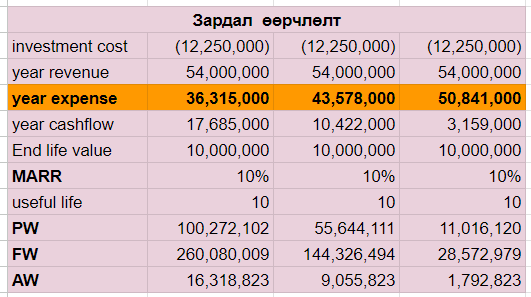 Зардал өөрчлөлт
investment cost (12,250,000) (12,250,000) (12,250,000)
year revenue 54,000,000 54,000,000 54,000,000
year expense 36,315,000 43,578,000 50,841,000
year cashflow 17,685,000 10,422,000 3,159,000
End life value 10,000,000 10,000,000 10,000,000
MARR 10% 10% 10%
useful life 10 10 10
PW 100,272,102 55,644,111 11,016,120
FW 260,080,009 144,326,494 28,572,979
AW 16,318,823 9,055,823 1,792,823